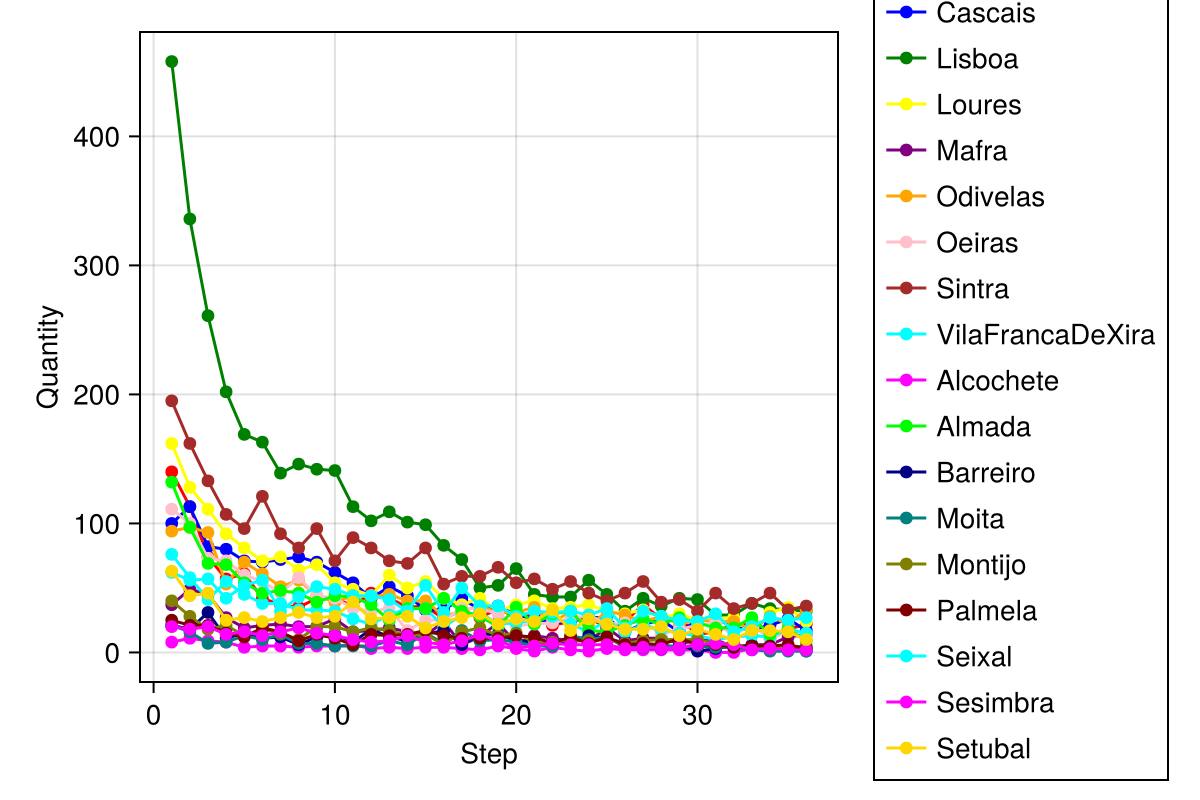 400
300
200
100
0
Quantity
0 10 20 30
Step
Cascais
Lisboa
Loures
Mafra
Odivelas
Oeiras
Sintra
VilaFrancaDeXira
Alcochete
Almada
Barreiro
Moita
Montijo
Palmela
Seixal
Sesimbra
Setubal